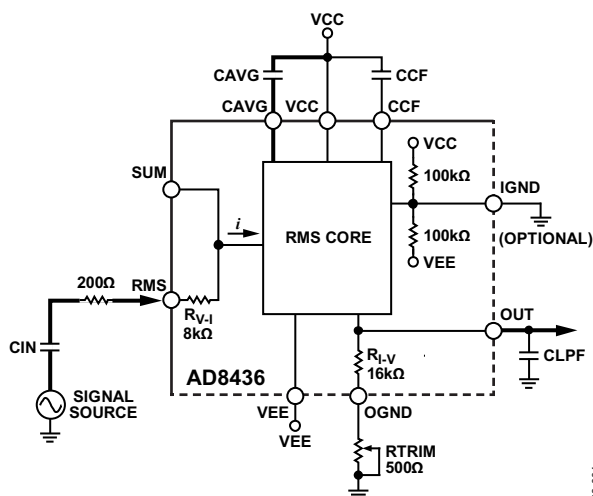 VCC
CAVG
CCF
CAVG
VCC
CCF
SUM
VCC
100kΩ
IGND
i
RMS CORE
(OPTIONAL)
100kΩ
VEE
200Ω
RMS
RV-I
8kΩ
OUT
CIN
RI-V
16kΩ
CLPF
AD8436
SIGNAL
SOURCE
VEE
OGND
VEE
RTRIM
500Ω